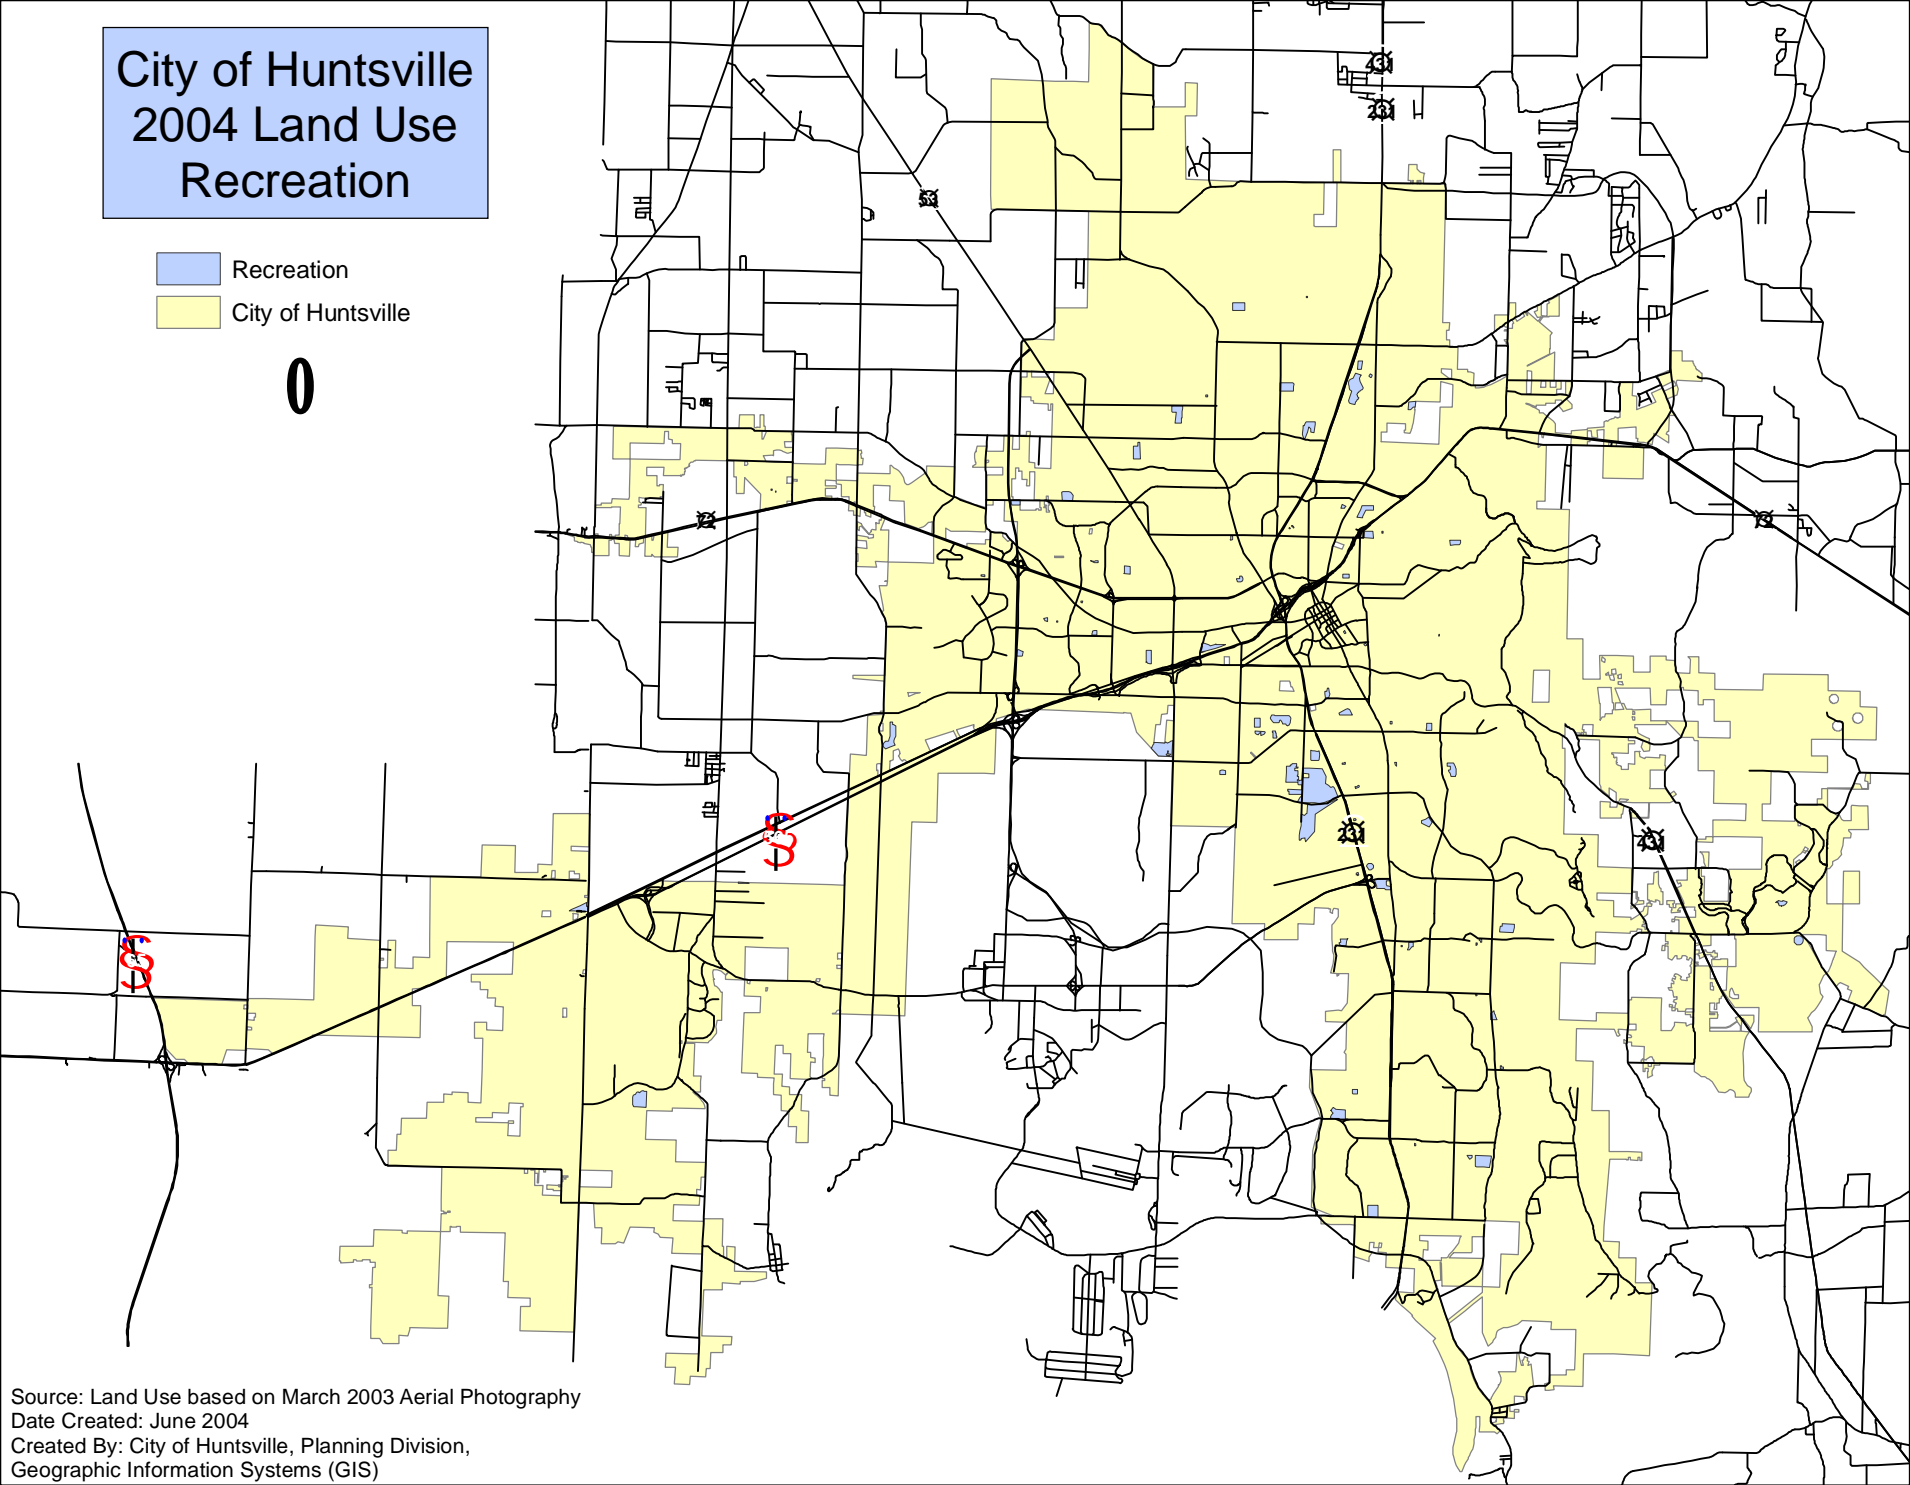 City of Huntsville
2004 Land Use
Recreation
Recreation
City of Huntsville
0
431
231
53
72
72
231
431
Source: Land Use based on March 2003 Aerial Photography
Date Created: June 2004
Created By: City of Huntsville, Planning Division,
Geographic Information Systems (GIS)